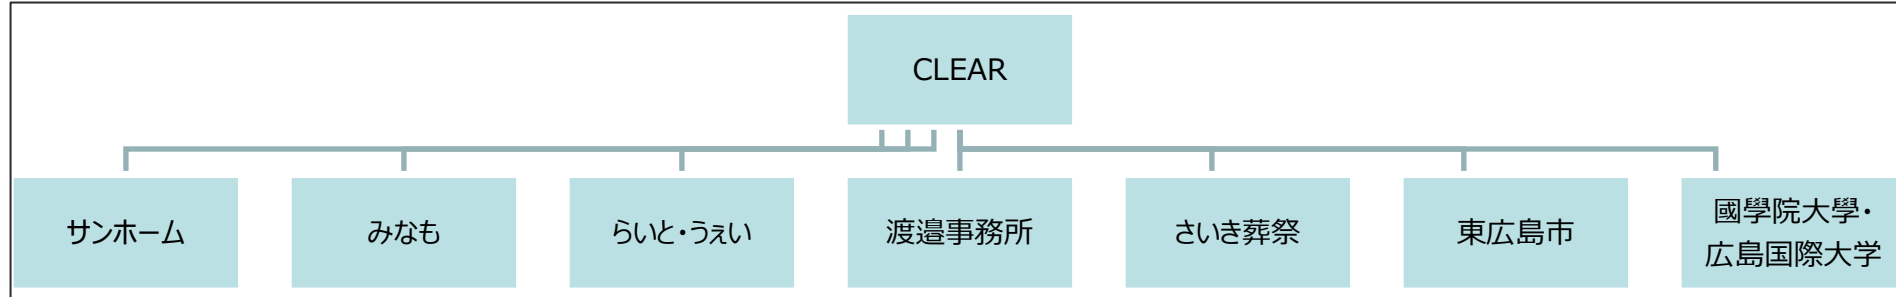 CLEAR
サンホーム
みなも
らいと・うぇい
渡邉事務所
さいき葬祭
東広島市
國學院大學・
広島国際大学